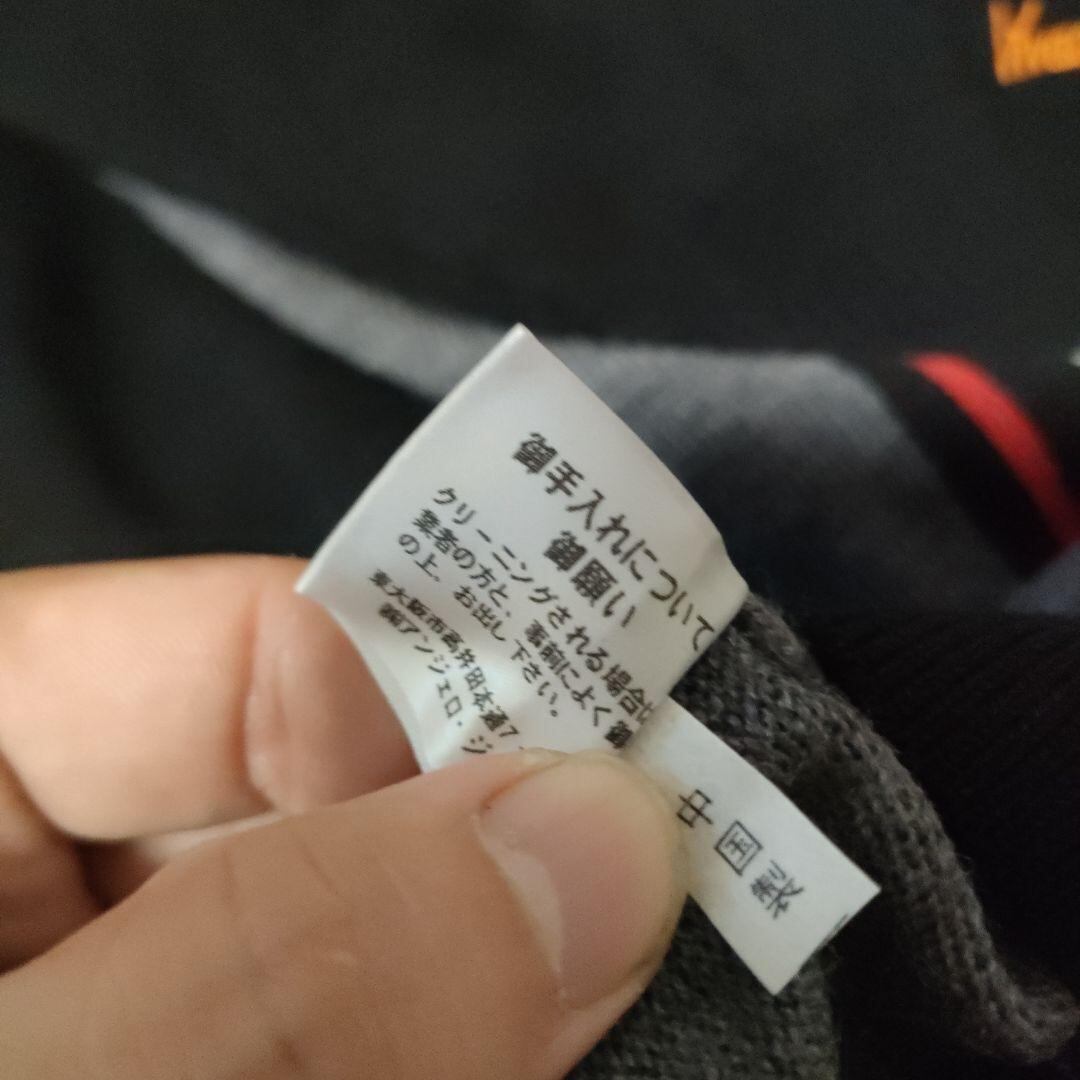 御手入れについて
御願い
クリーニングされる場合は
業者の方と、事前によく御
の上、お出し下さい。
東大阪市高井田本通7
㈱アンジェロ・ジ
中国製